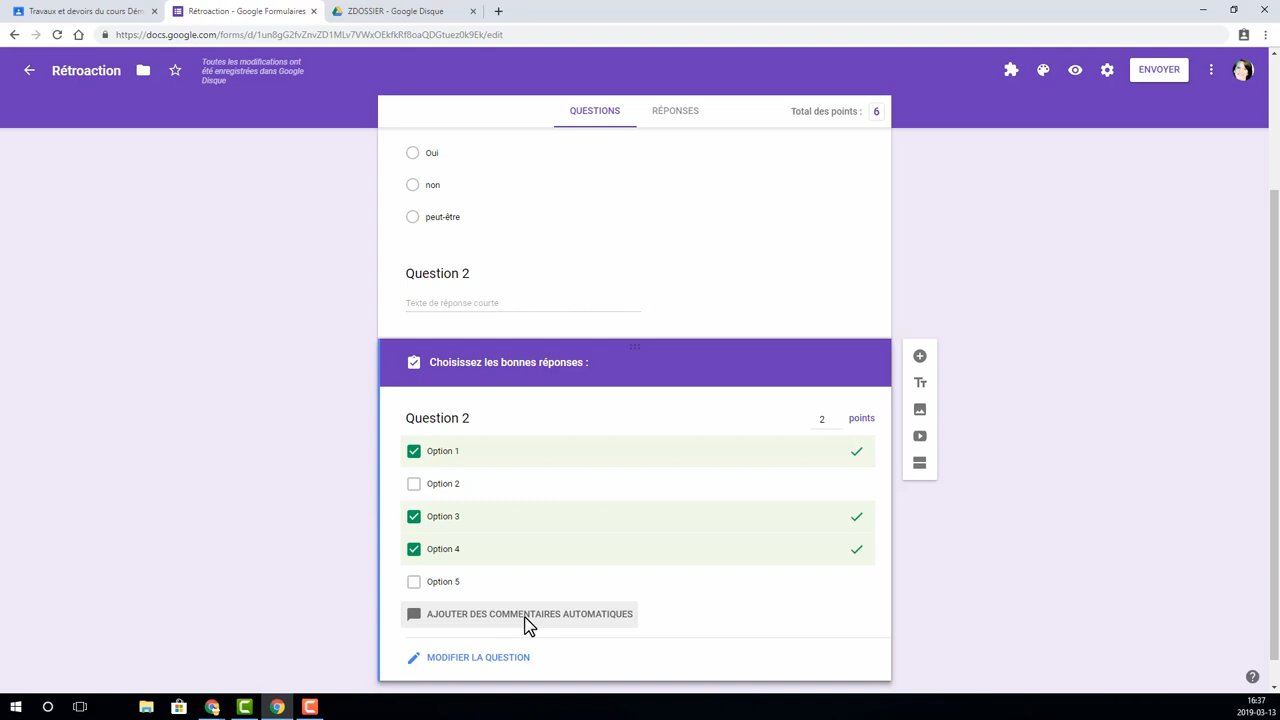 Travaux et devoirs du cours Dém
Rétroaction - Google Formulaires
ZDOSSIER - Google Disque
https://docs.google.com/forms/d/1un8gG2fvZnvZD1MLv7VWxOEkfkRf8oaQDGtuez0k9Ek/edit
Rétroaction
Toutes les modifications ont
été enregistrées dans Google
Disque
ENVOYER
QUESTIONS
RÉPONSES
Total des points :
6
Oui
non
peut-être
Question 2
Texte de réponse courte
Choisissez les bonnes réponses :
Question 2
2
points
Option 1
Option 2
Option 3
Option 4
Option 5
AJOUTER DES COMMENTAIRES AUTOMATIQUES
MODIFIER LA QUESTION
16:37
2019-03-13